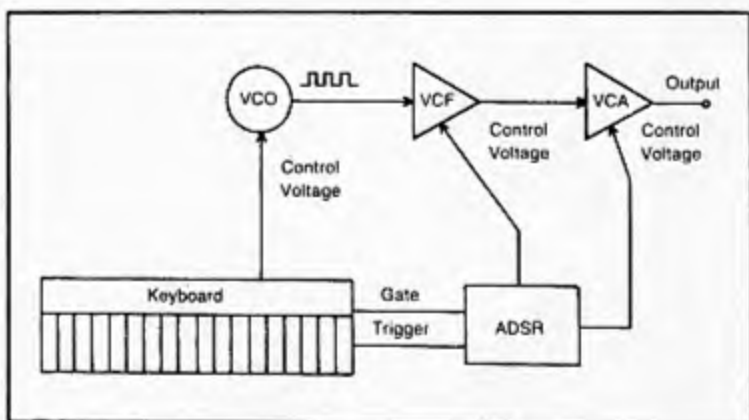 VCO
VCF
VCA
Output
Control
Voltage
Control
Voltage
Control
Voltage
Keyboard
Gate
Trigger
ADSR